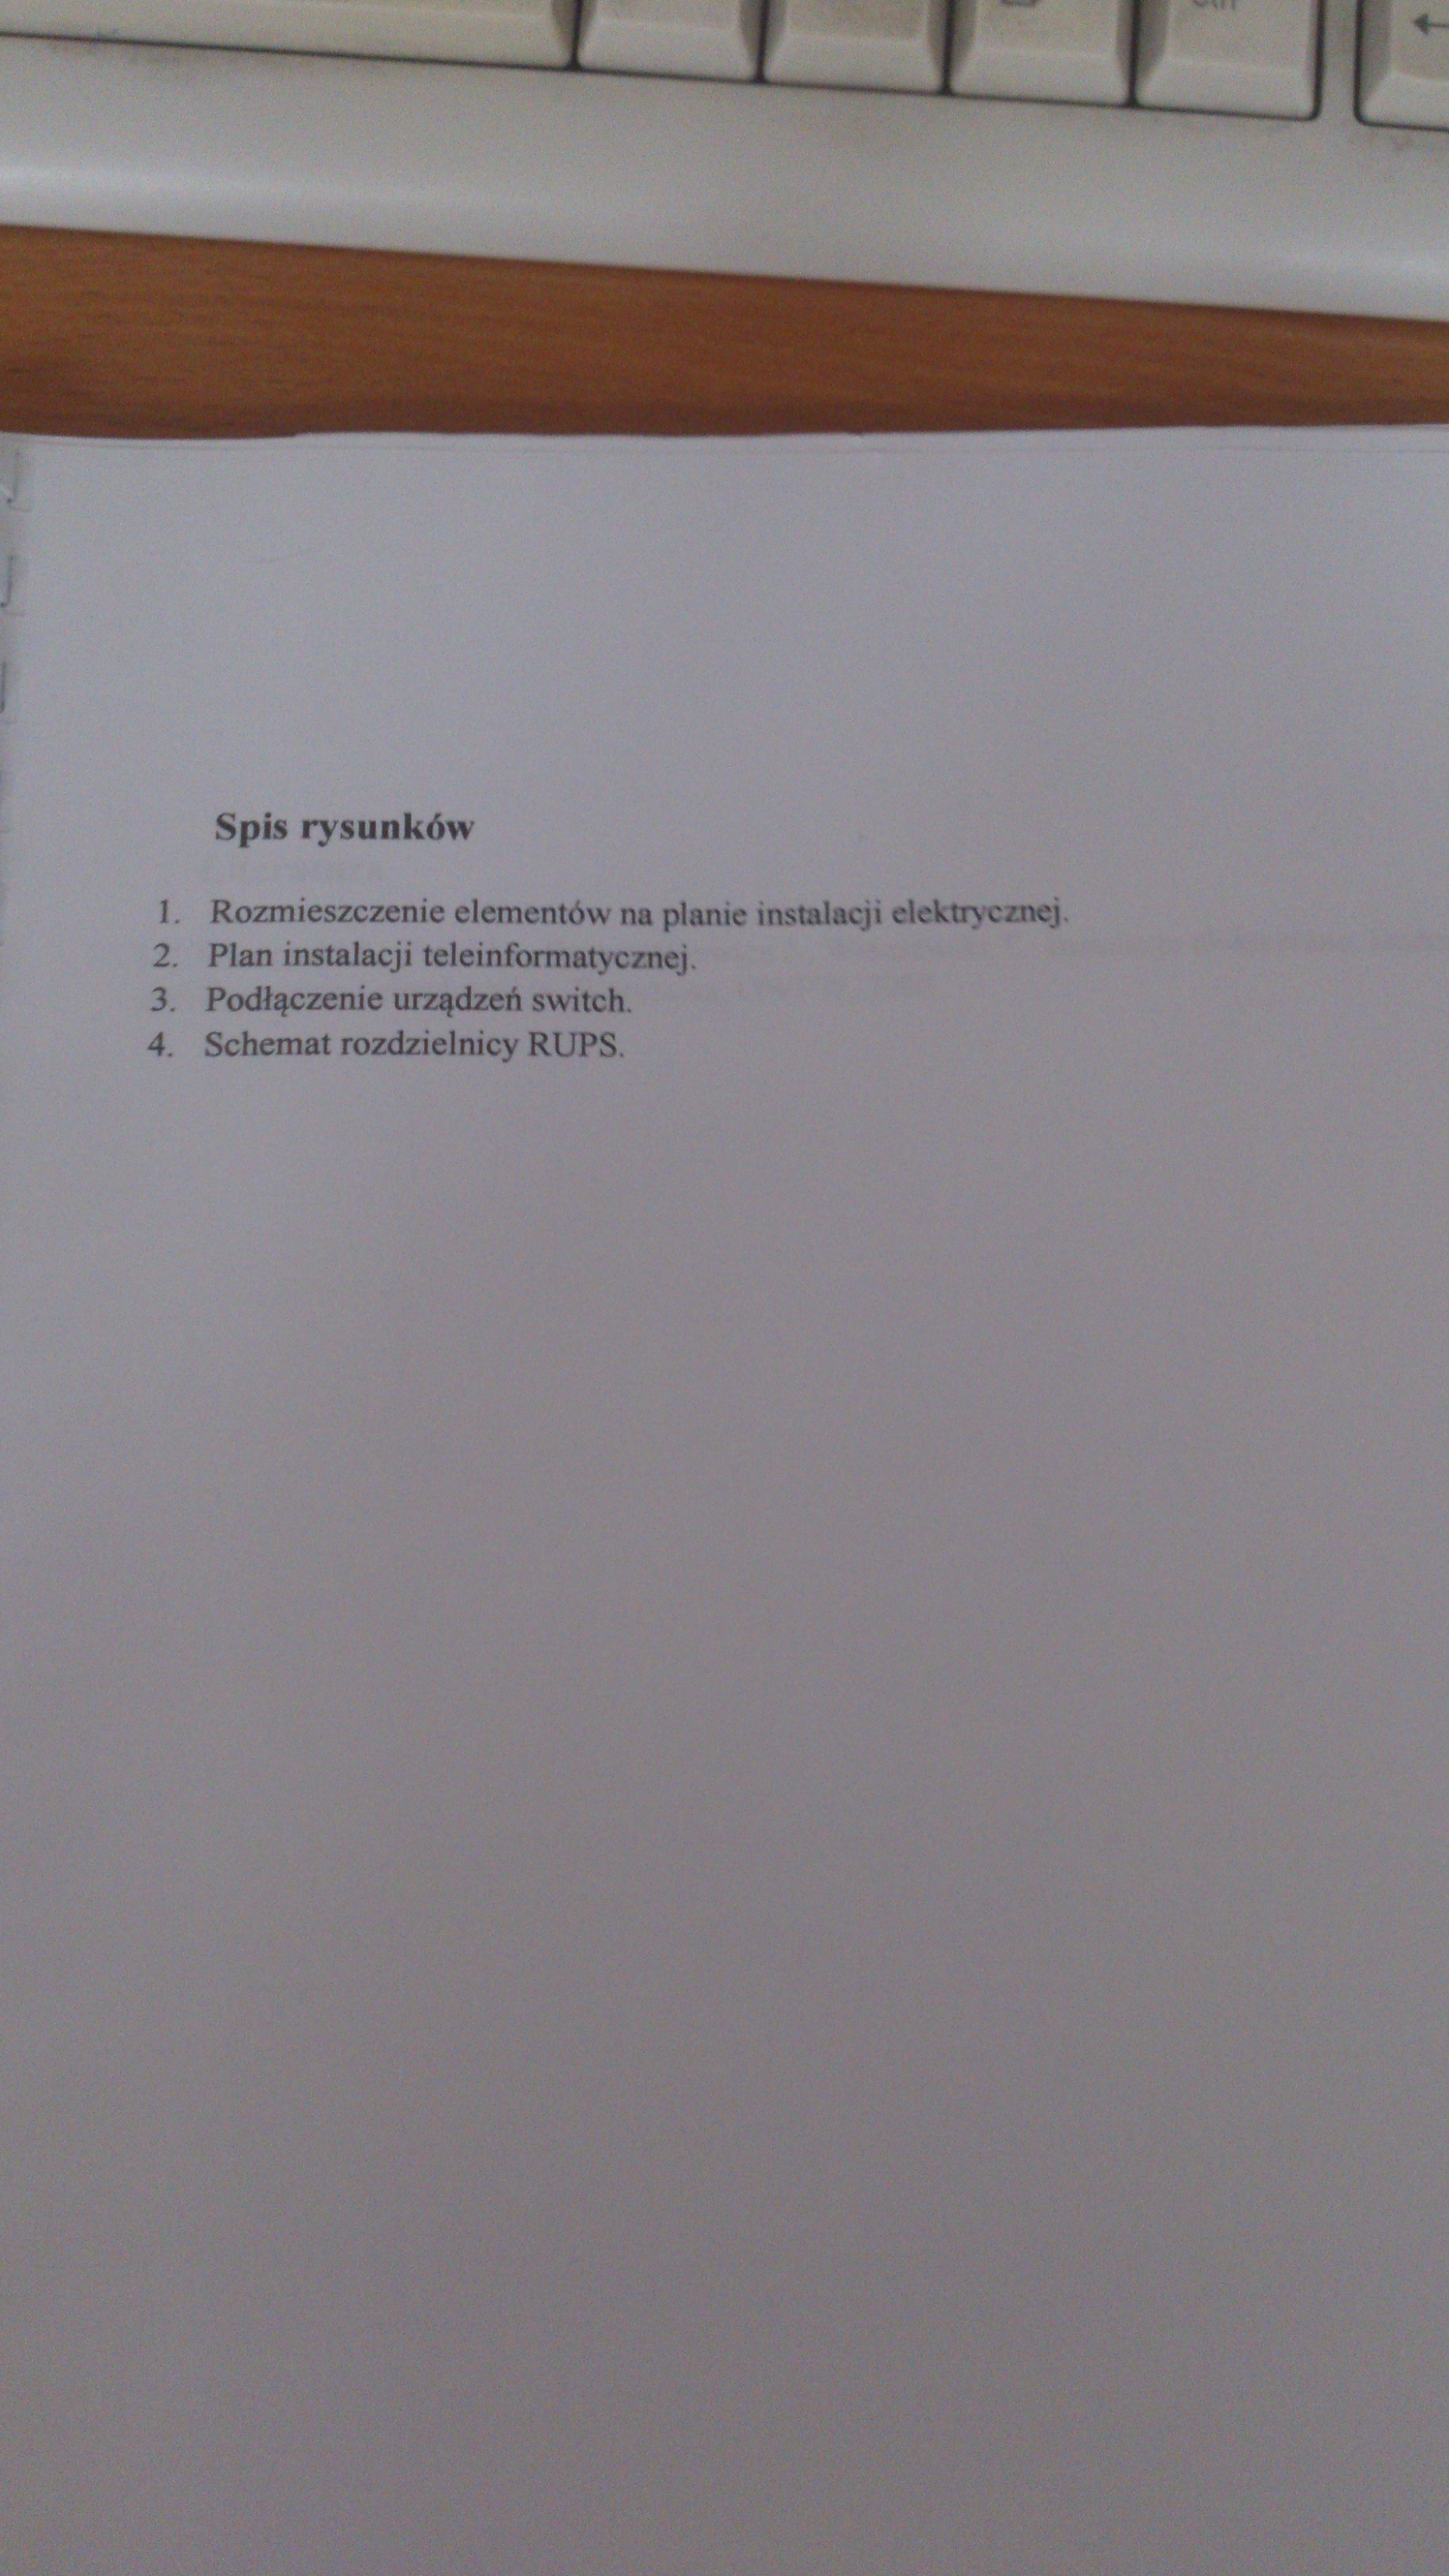 Spis rysunków
1. Rozmieszczenie elementów na planie instalacji elektrycznej.
2. Plan instalacji teleinformatycznej.
3. Podłączenie urządzeń switch.
4. Schemat rozdzielnicy RUPS.